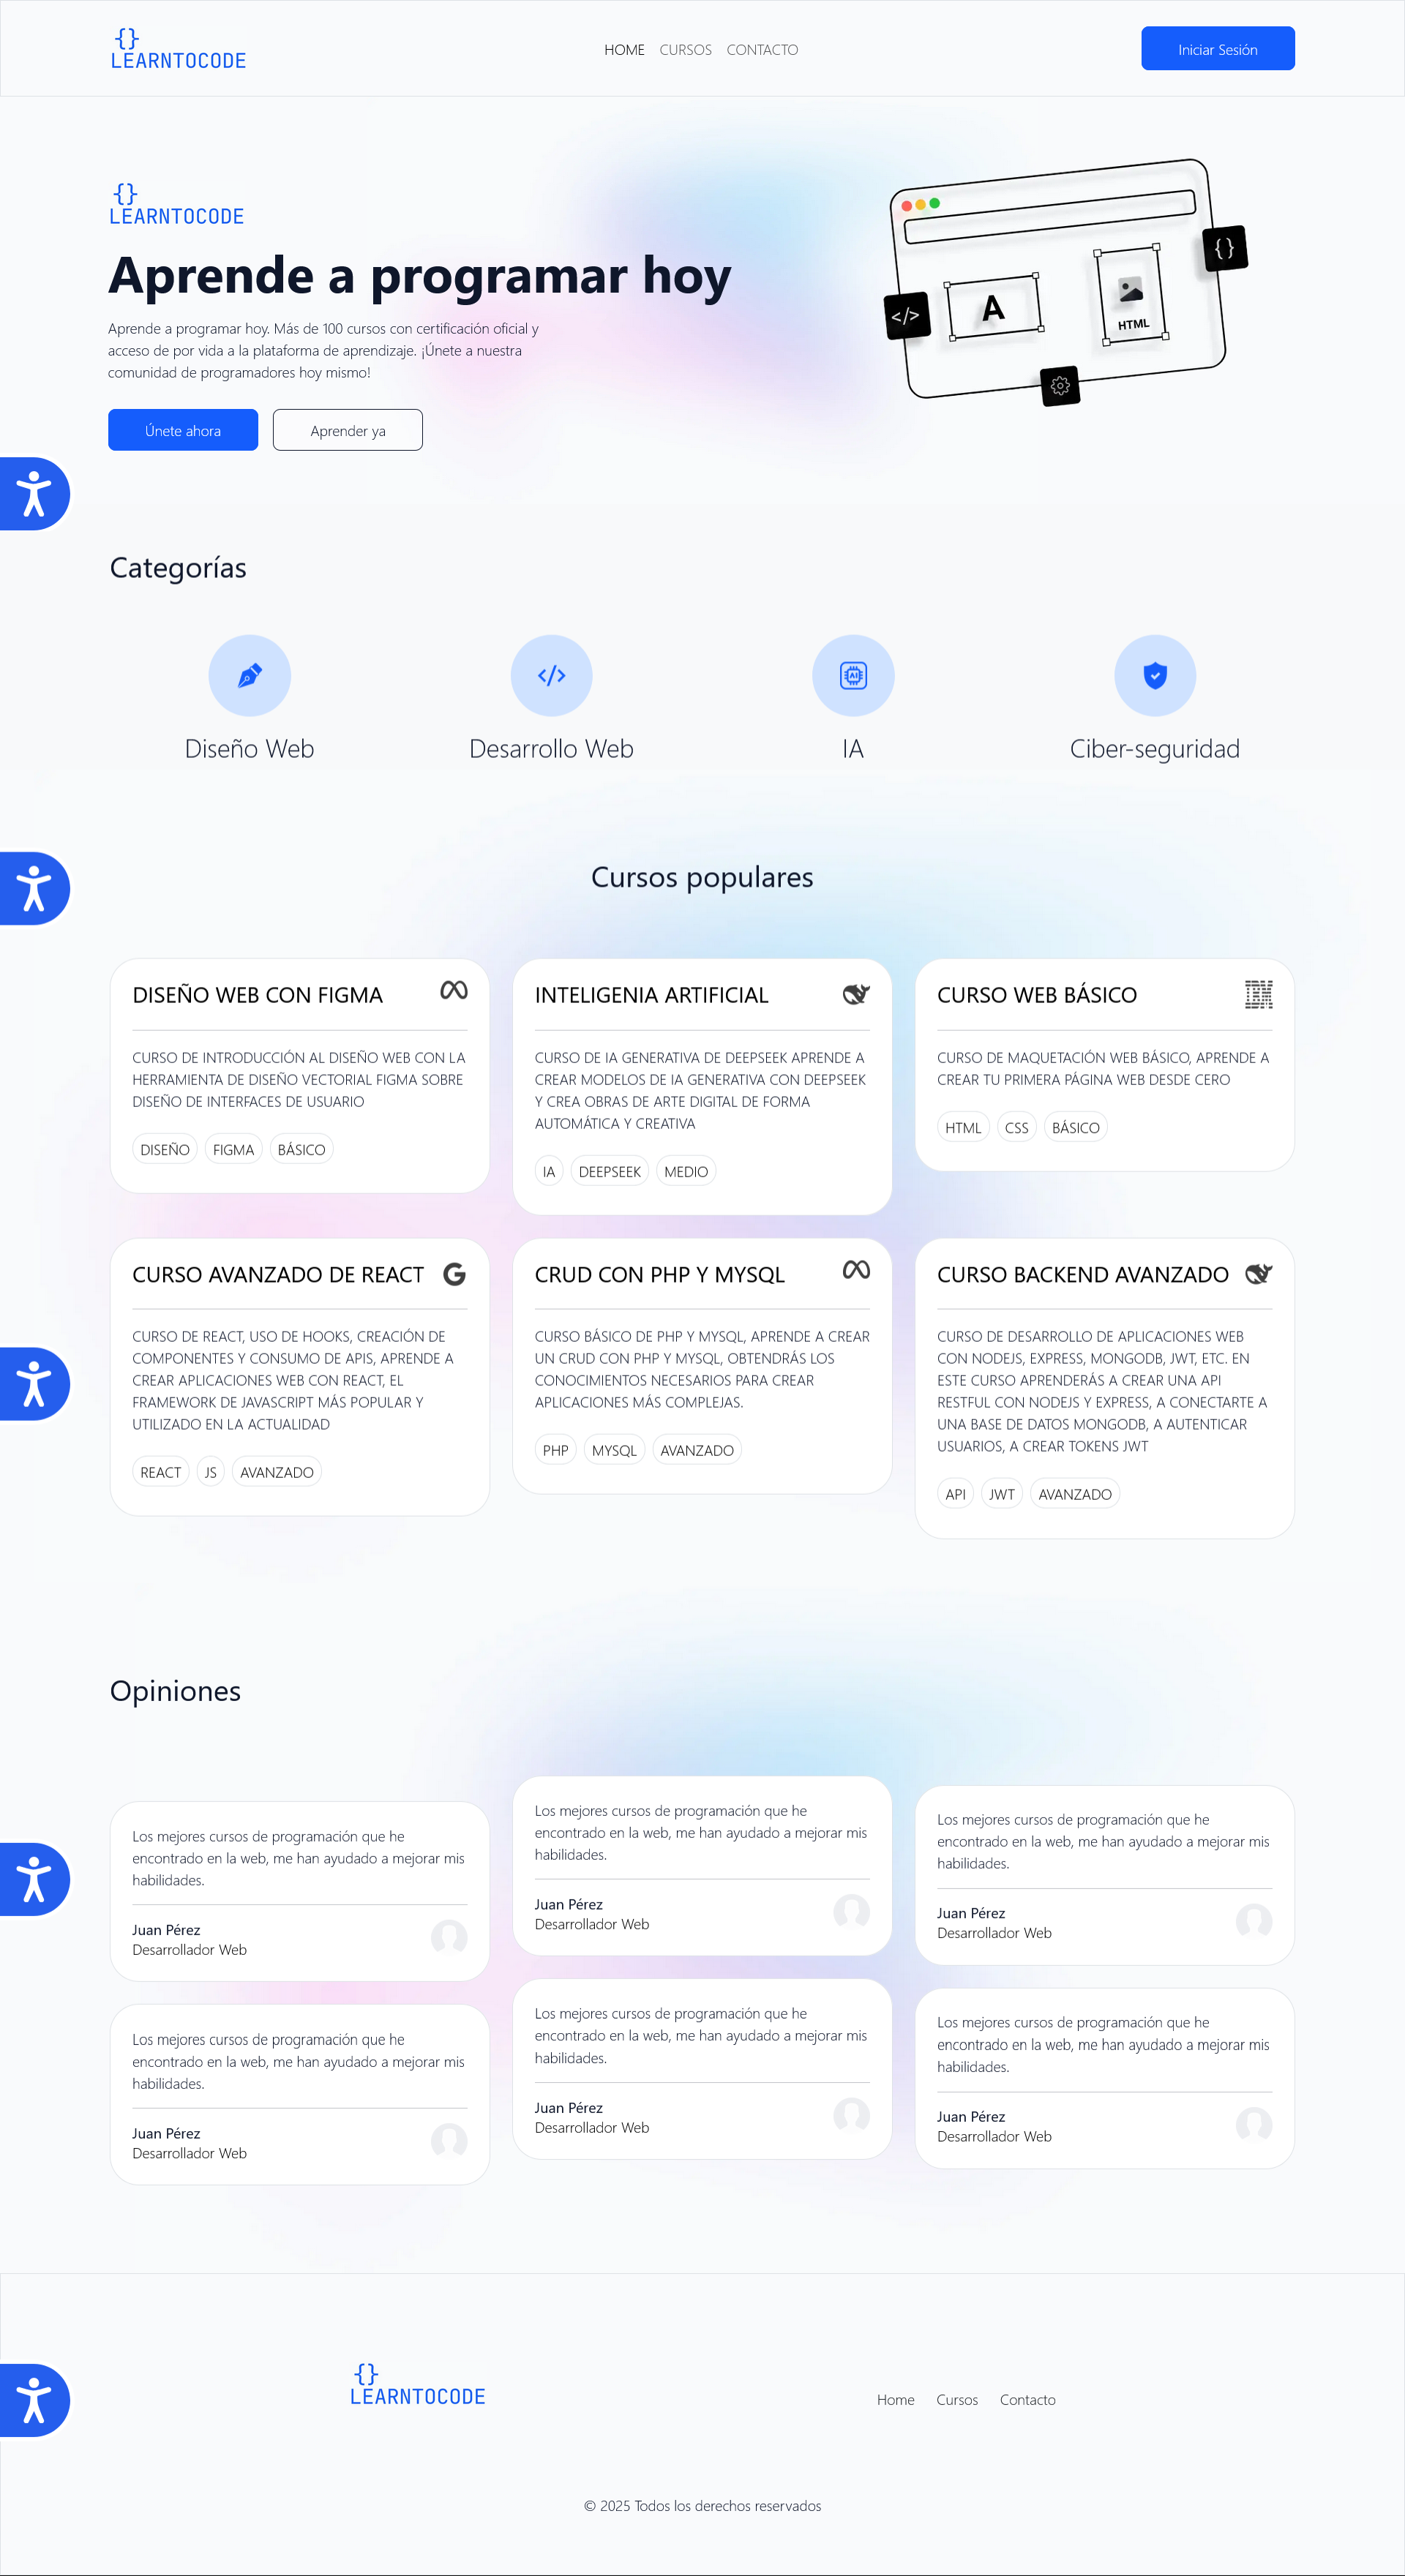 {}
LEARNTOCODE
HOME CURSOS CONTACTO
Iniciar Sesión
{}
LEARNTOCODE
Aprende a programar hoy
Aprende a programar hoy. Más de 100 cursos con certificación oficial y
acceso de por vida a la plataforma de aprendizaje. ¡Únete a nuestra
comunidad de programadores hoy mismo!
Únete ahora
Aprender ya
{}
</>
A
HTML
Categorías
</>
AI
Diseño Web
Desarrollo Web
IA
Ciber-seguridad
Cursos populares
DISEÑO WEB CON FIGMA
CURSO DE INTRODUCCIÓN AL DISEÑO WEB CON LA
HERRAMIENTA DE DISEÑO VECTORIAL FIGMA SOBRE
DISEÑO DE INTERFACES DE USUARIO
DISEÑO FIGMA BÁSICO
INTELIGENIA ARTIFICIAL
CURSO DE IA GENERATIVA DE DEEPSEEK APRENDE A
CREAR MODELOS DE IA GENERATIVA CON DEEPSEEK
Y CREA OBRAS DE ARTE DIGITAL DE FORMA
AUTOMÁTICA Y CREATIVA
IA DEEPSEEK MEDIO
CURSO WEB BÁSICO
IBM
CURSO DE MAQUETACIÓN WEB BÁSICO, APRENDE A
CREAR TU PRIMERA PÁGINA WEB DESDE CERO
HTML CSS BÁSICO
CURSO AVANZADO DE REACT
G
CURSO DE REACT, USO DE HOOKS, CREACIÓN DE
COMPONENTES Y CONSUMO DE APIS, APRENDE A
CREAR APLICACIONES WEB CON REACT, EL
FRAMEWORK DE JAVASCRIPT MÁS POPULAR Y
UTILIZADO EN LA ACTUALIDAD
REACT JS AVANZADO
CRUD CON PHP Y MYSQL
CURSO BÁSICO DE PHP Y MYSQL, APRENDE A CREAR
UN CRUD CON PHP Y MYSQL, OBTENDRÁS LOS
CONOCIMIENTOS NECESARIOS PARA CREAR
APLICACIONES MÁS COMPLEJAS.
PHP MYSQL AVANZADO
CURSO BACKEND AVANZADO
CURSO DE DESARROLLO DE APLICACIONES WEB
CON NODEJS, EXPRESS, MONGODB, JWT, ETC. EN
ESTE CURSO APRENDERÁS A CREAR UNA API
RESTFUL CON NODEJS Y EXPRESS, A CONECTARTE A
UNA BASE DE DATOS MONGODB, A AUTENTICAR
USUARIOS, A CREAR TOKENS JWT
API JWT AVANZADO
Opiniones
Los mejores cursos de programación que he
encontrado en la web, me han ayudado a mejorar mis
habilidades.
Juan Pérez
Desarrollador Web
Los mejores cursos de programación que he
encontrado en la web, me han ayudado a mejorar mis
habilidades.
Juan Pérez
Desarrollador Web
Los mejores cursos de programación que he
encontrado en la web, me han ayudado a mejorar mis
habilidades.
Juan Pérez
Desarrollador Web
Los mejores cursos de programación que he
encontrado en la web, me han ayudado a mejorar mis
habilidades.
Juan Pérez
Desarrollador Web
Los mejores cursos de programación que he
encontrado en la web, me han ayudado a mejorar mis
habilidades.
Juan Pérez
Desarrollador Web
Los mejores cursos de programación que he
encontrado en la web, me han ayudado a mejorar mis
habilidades.
Juan Pérez
Desarrollador Web
{}
LEARNTOCODE
Home Cursos Contacto
© 2025 Todos los derechos reservados